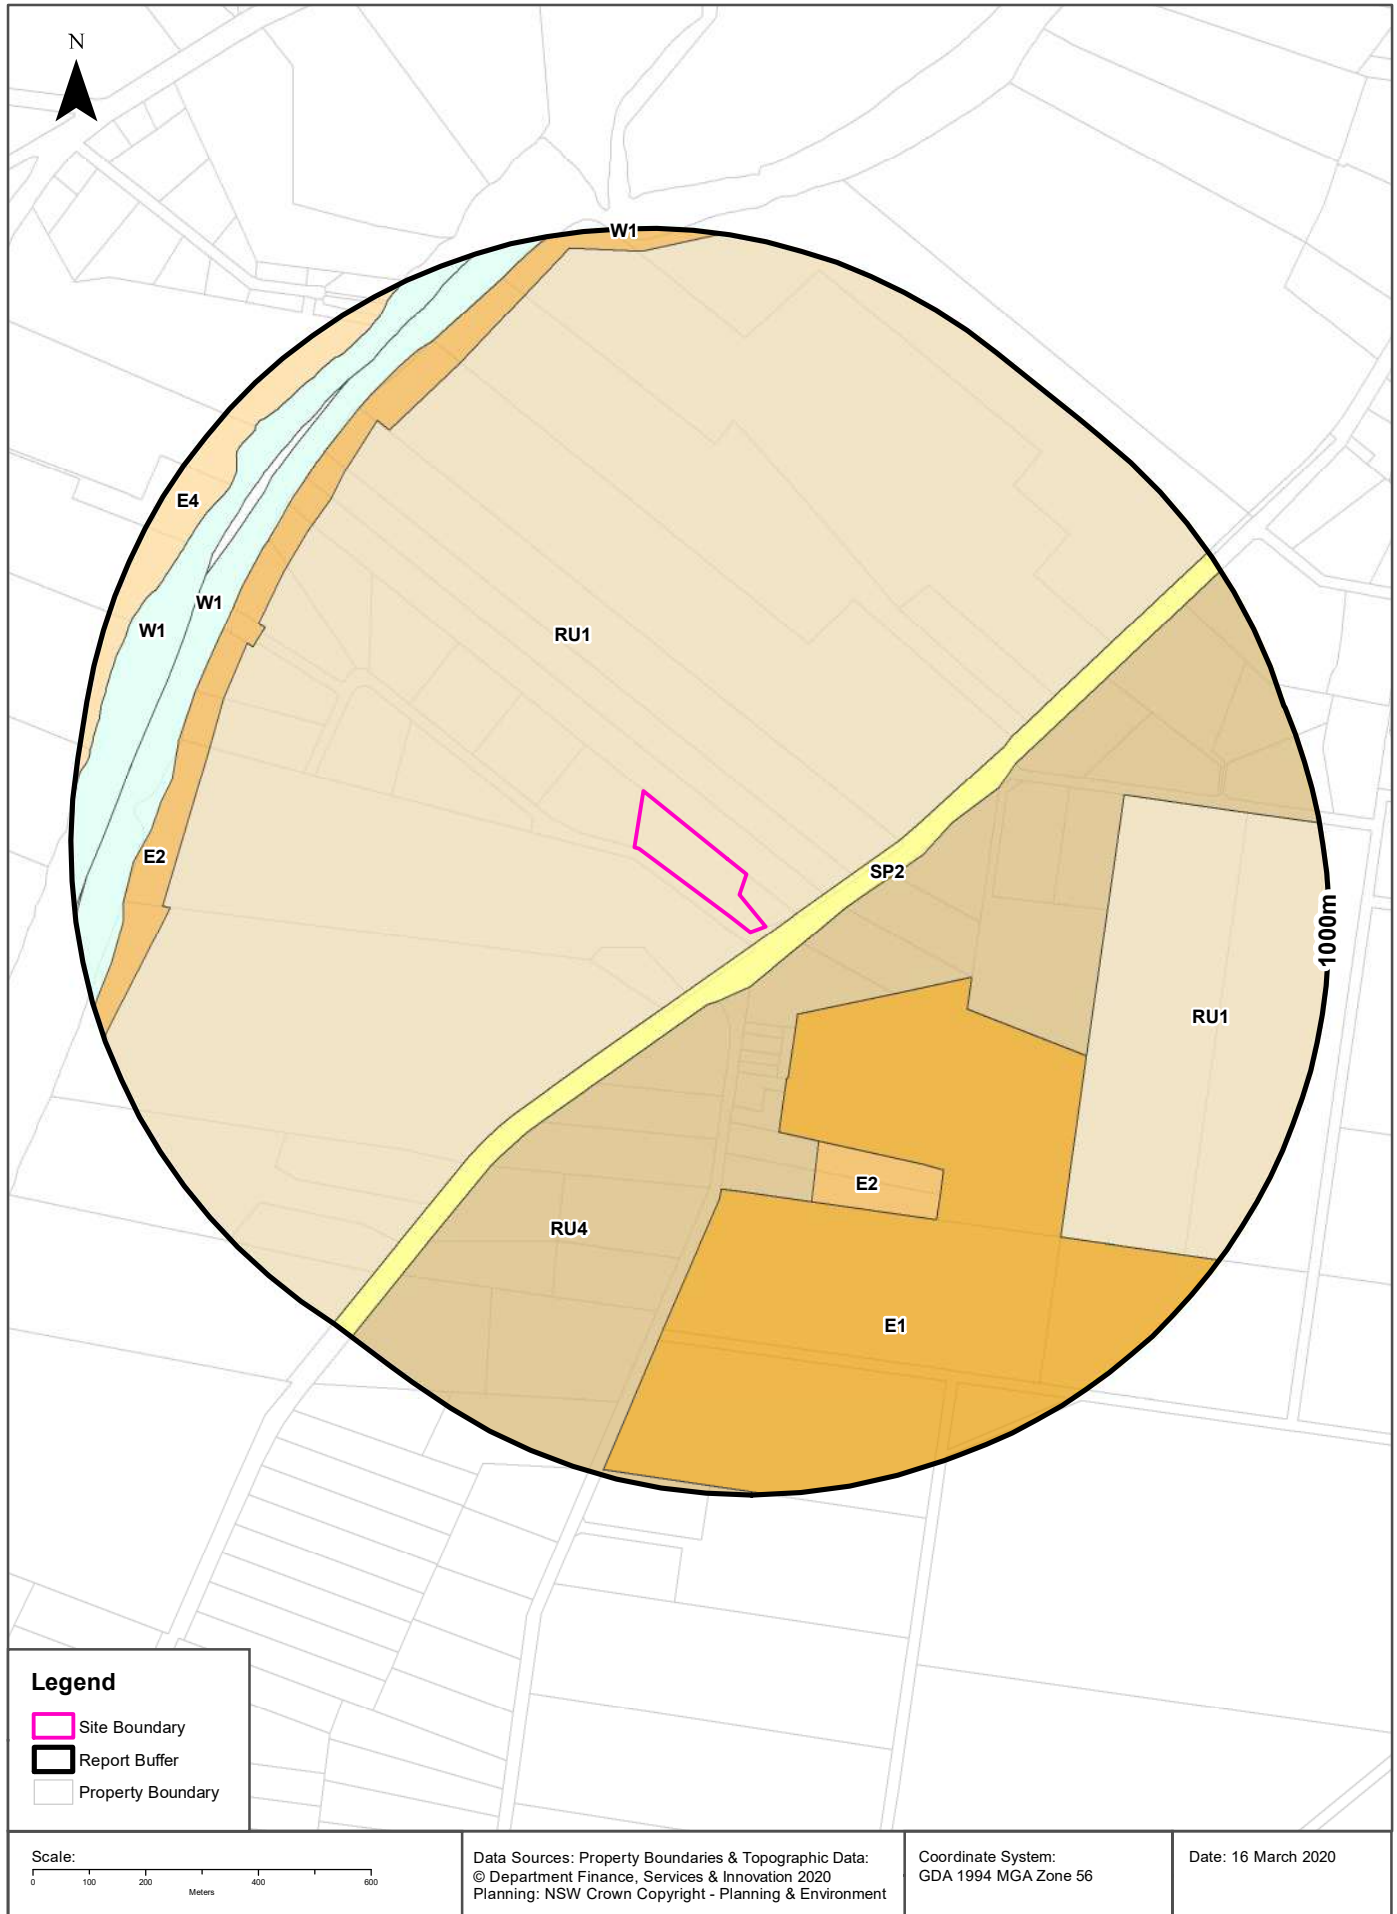 N
W1
E4
W1
W1
RU1
E2
SP2
1000m
RU1
E2
RU4
E1
Legend
Site Boundary
Report Buffer
Property Boundary
Scale:
0 100 200 400 600
Meters
Data Sources: Property Boundaries & Topographic Data:
© Department Finance, Services & Innovation 2020
Planning: NSW Crown Copyright - Planning & Environment
Coordinate System:
GDA 1994 MGA Zone 56
Date: 16 March 2020